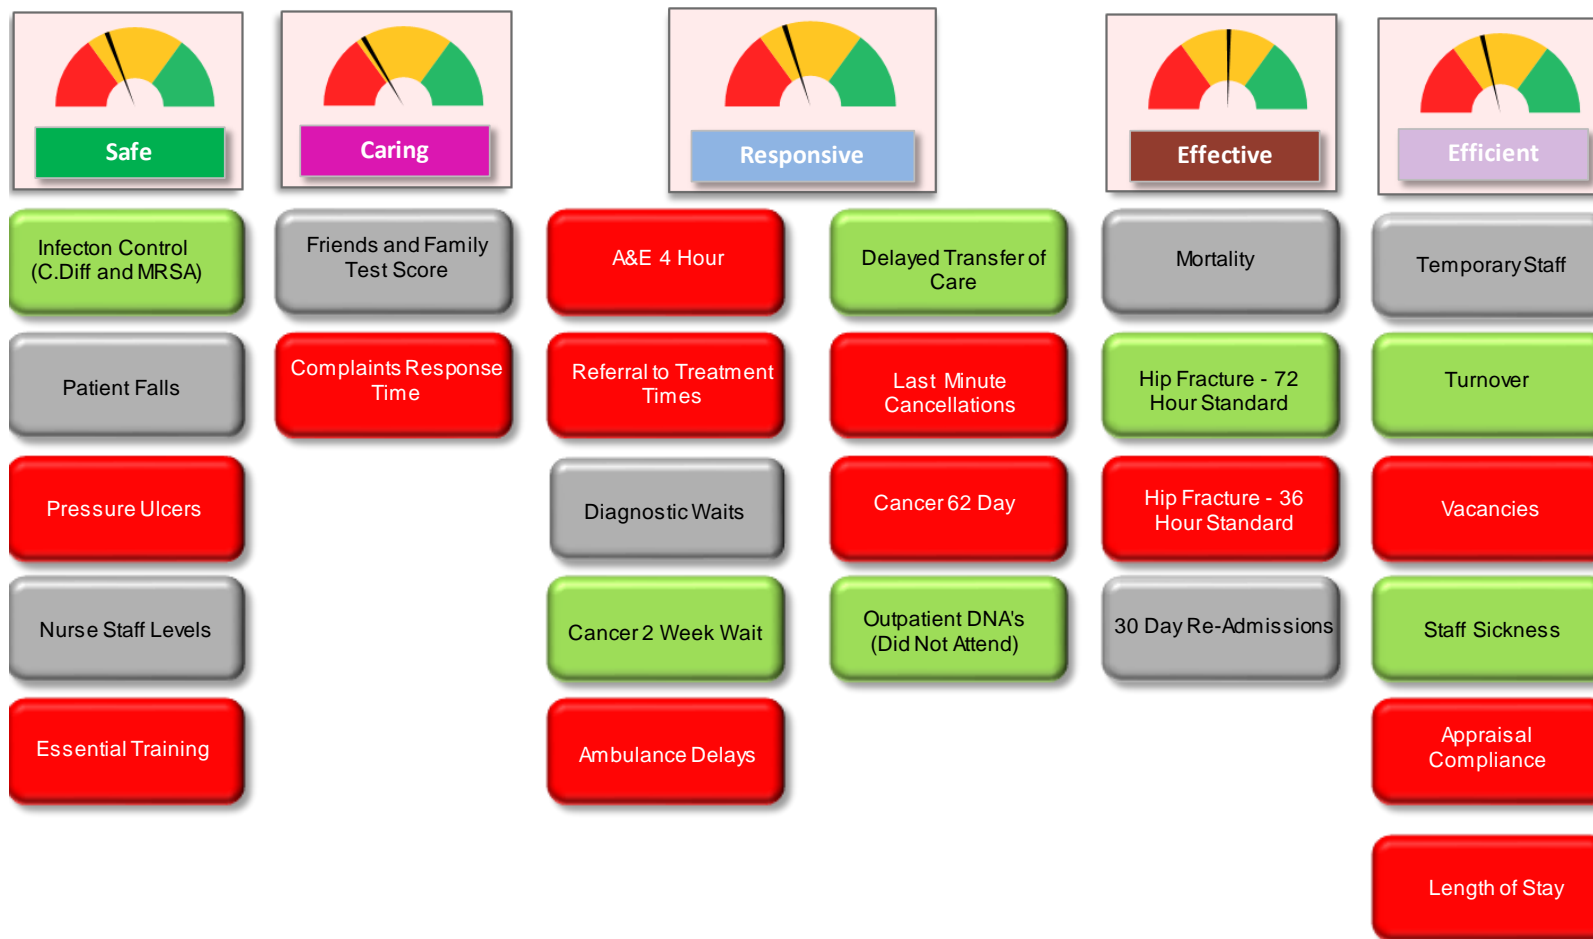 Safe
Caring
Responsive
Effective
Efficient
Infecton Control
(C.Diff and MRSA)
Patient Falls
Pressure Ulcers
Nurse Staff Levels
Essential Training
Friends and Family
Test Score
Complaints Response
Time
A&E 4 Hour
Referral to Treatment
Times
Diagnostic Waits
Cancer 2 Week Wait
Ambulance Delays
Delayed Transfer of
Care
Last Minute
Cancellations
Cancer 62 Day
Outpatient DNA's
(Did Not Attend)
Mortality
Hip Fracture - 72
Hour Standard
Hip Fracture - 36
Hour Standard
30 Day Re-Admissions
Temporary Staff
Turnover
Vacancies
Staff Sickness
Appraisal
Compliance
Length of Stay